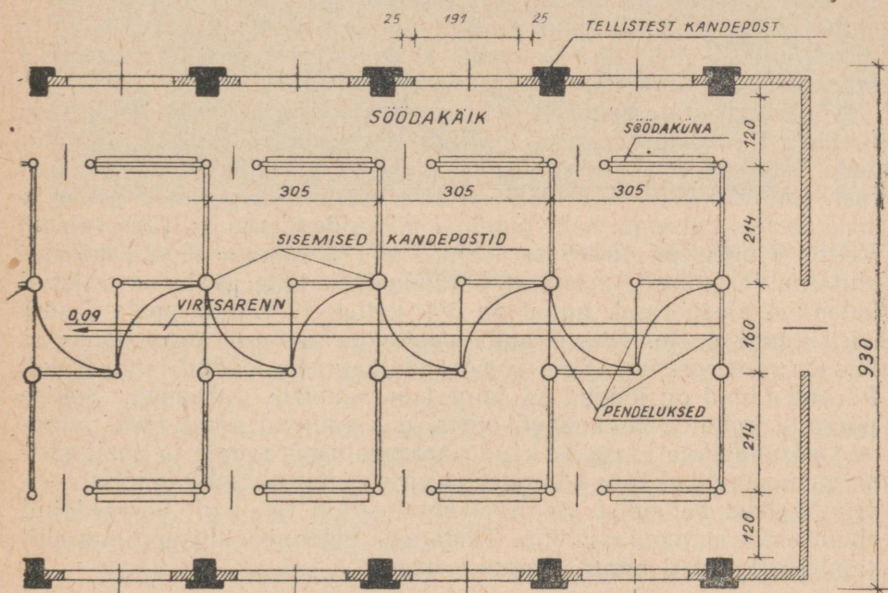 25 191 25
TELLISTEST KANDEPOST
SÖÖDAKÄIK
SÖÖDAKÜNA
120
305 305 305
214
SISEMISED KANDEPOSTID
0,09
VIRTSARENN
160
930
PENDELUKSED
214
120